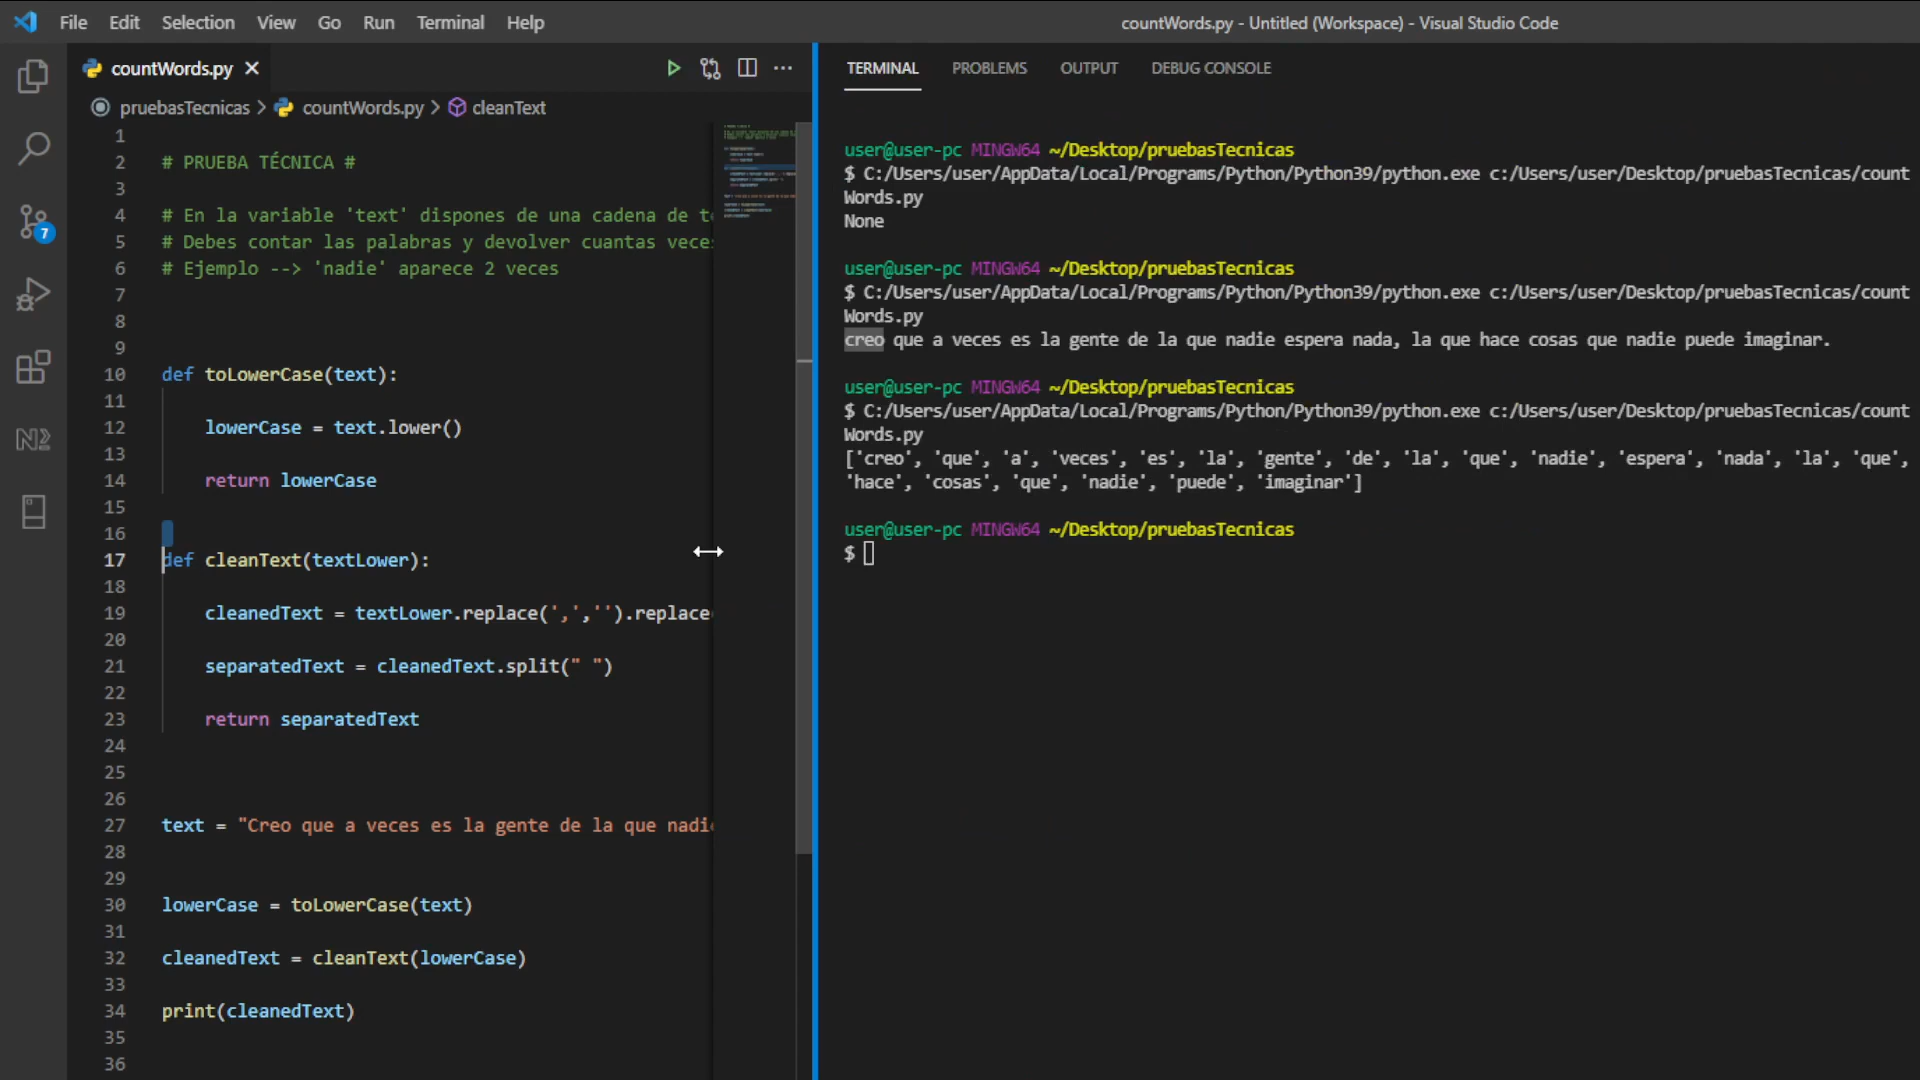 File Edit Selection View Go Run Terminal Help
countWords.py - Untitled (Workspace) - Visual Studio Code
countWords.py
pruebasTecnicas > countWords.py > cleanText
1
2 # PRUEBA TÉCNICA #
3
4 # En la variable 'text' dispones de una cadena de
5 # Debes contar las palabras y devolver cuantas veces
6 # Ejemplo --> 'nadie' aparece 2 veces
7
8
9
10 def toLowerCase(text):
11
12 lowerCase = text.lower()
13
14 return lowerCase
15
16
17 def cleanText(textLower):
18
19 cleanedText = textLower.replace(',','').replace
20
21 separatedText = cleanedText.split(" ")
22
23 return separatedText
24
25
26
27 text = "Creo que a veces es la gente de la que nadi
28
29
30 lowerCase = toLowerCase(text)
31
32 cleanedText = cleanText(lowerCase)
33
34 print(cleanedText)
35
36
7
TERMINAL PROBLEMS OUTPUT DEBUG CONSOLE
user@user-pc MINGW64 ~/Desktop/pruebasTecnicas
$ C:/Users/user/AppData/Local/Programs/Python/Python39/python.exe c:/Users/user/Desktop/pruebasTecnicas/count
Words.py
None
user@user-pc MINGW64 ~/Desktop/pruebasTecnicas
$ C:/Users/user/AppData/Local/Programs/Python/Python39/python.exe c:/Users/user/Desktop/pruebasTecnicas/count
Words.py
creo que a veces es la gente de la que nadie espera nada, la que hace cosas que nadie puede imaginar.
user@user-pc MINGW64 ~/Desktop/pruebasTecnicas
$ C:/Users/user/AppData/Local/Programs/Python/Python39/python.exe c:/Users/user/Desktop/pruebasTecnicas/count
Words.py
['creo', 'que', 'a', 'veces', 'es', 'la', 'gente', 'de', 'la', 'que', 'nadie', 'espera', 'nada', 'la', 'que',
'hace', 'cosas', 'que', 'nadie', 'puede', 'imaginar']
user@user-pc MINGW64 ~/Desktop/pruebasTecnicas
$